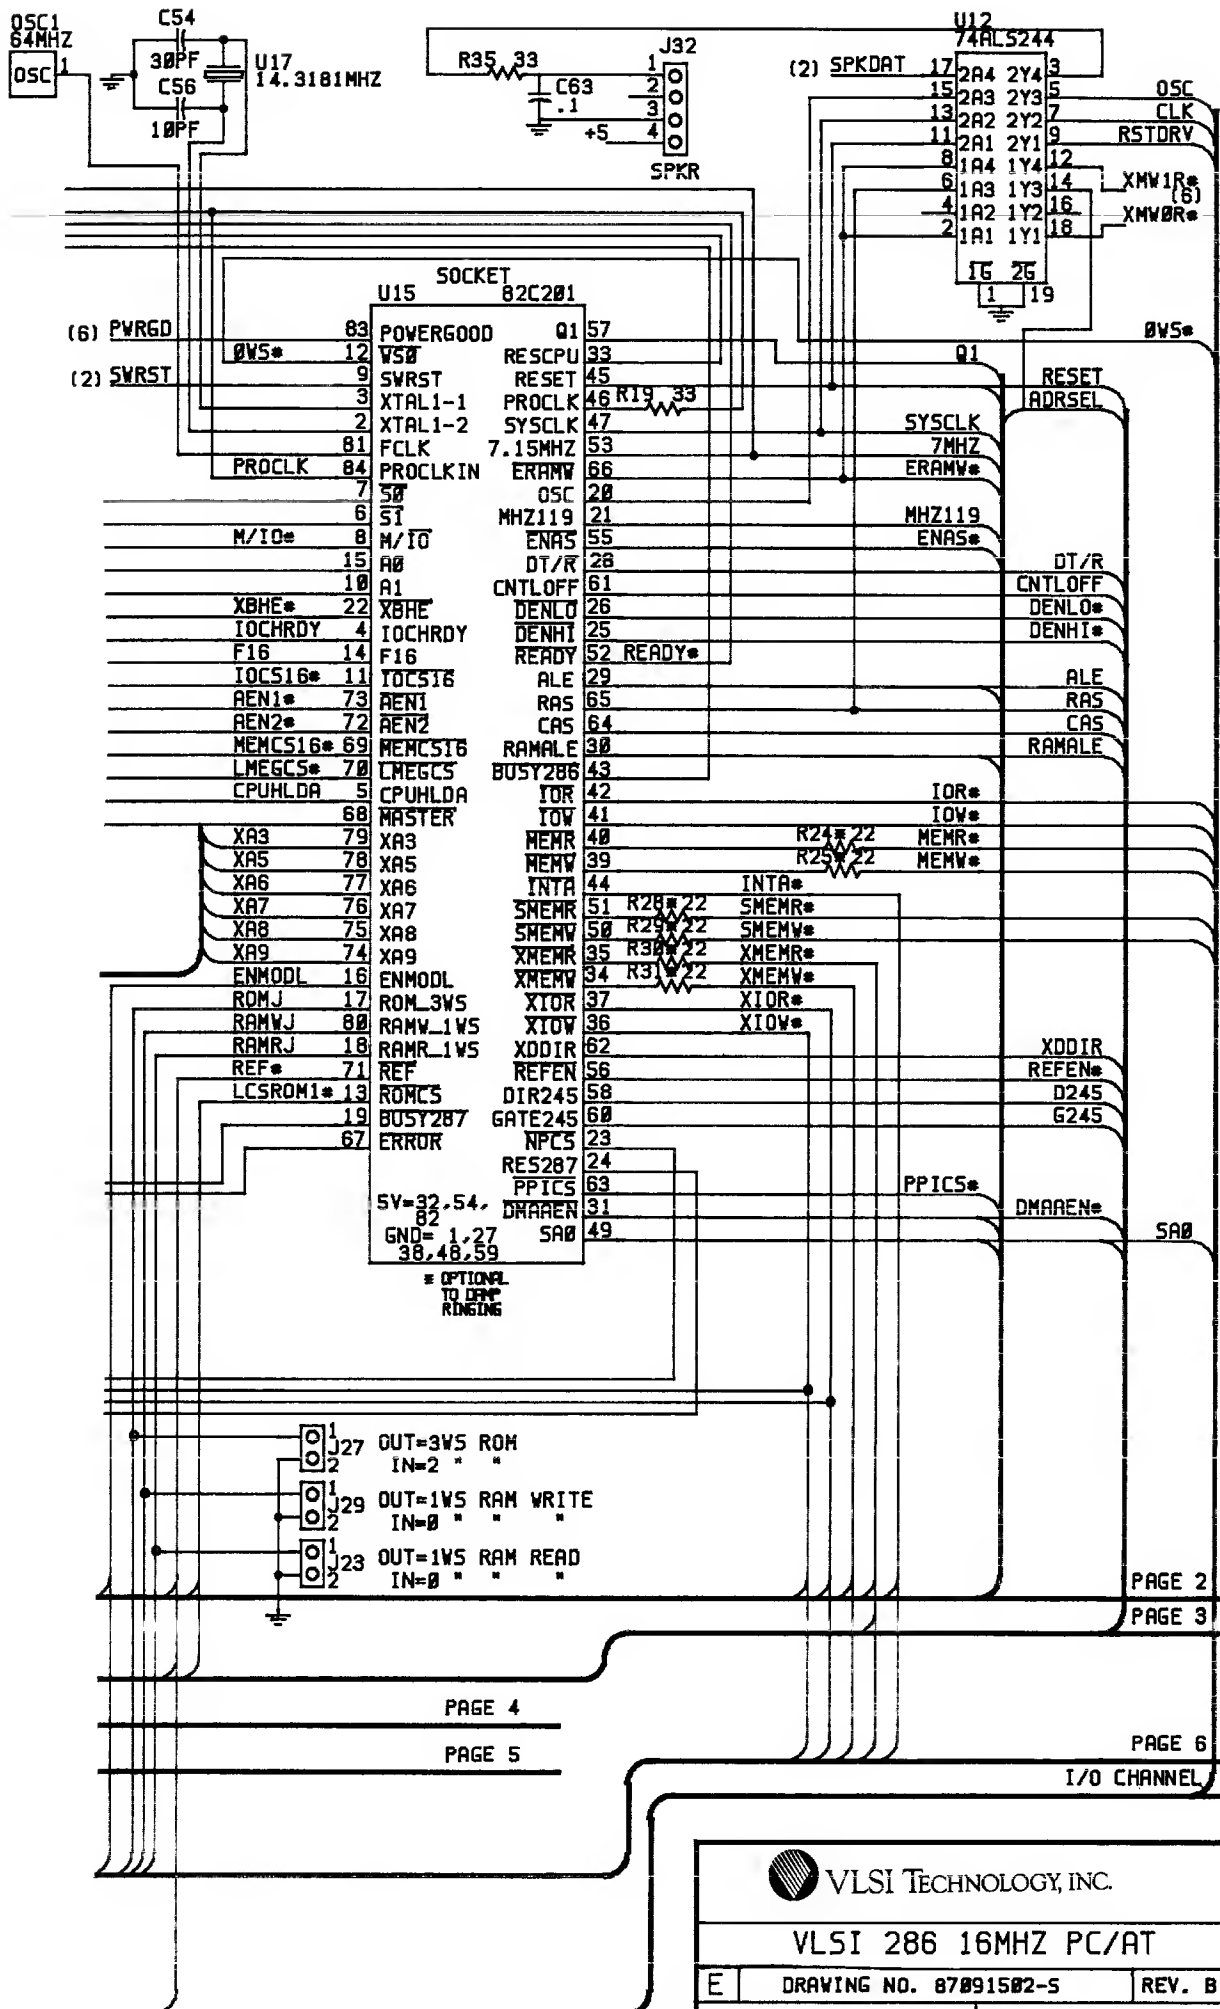 OSC1
64MHZ
OSC 1
C54
30PF
C56
10PF
U17
14.3181MHZ
R35 33
C63
.1
J32
1
2
3
+5 4
SPKR
U12
74ALS244
(2) SPKDAT 17 2A4 2Y4 3
15 2A3 2Y3 5 OSC
13 2A2 2Y2 7 CLK
11 2A1 2Y1 9 RSTDRV
8 1A4 1Y4 12 XMW1R*
6 1A3 1Y3 14 (6)
4 1A2 1Y2 16 XMW0R*
2 1A1 1Y1 18
1G 2G
1 19
SOCKET
U15 82C201
(6) PWRGD 83 POWERGOOD Q1 57 Q1
0WS* 12 WS0 RESCPU 33
0WS*
(2) SWRST 9 SWRST RESET 45 RESET
3 XTAL1-1 PROCLK 46 R19 33
ADRSEL
2 XTAL1-2 SYSCLK 47 SYSCLK
81 FCLK 7.15MHZ 53 7MHZ
PROCLK 84 PROCLKIN ERAMW 66 ERAMW*
7 S0 OSC 20
6 S1 MHZ119 21 MHZ119
M/IO* 8 M/IO ENAS 55 ENAS*
15 A0 DT/R 28 DT/R
10 A1 CNTLOFF 61 CNTLOFF
XBHE* 22 XBHE DENLO 26 DENLO*
IOCHRDY 4 IOCHRDY DENHI 25 DENHI*
F16 14 F16 READY 52 READY*
IOCS16* 11 IOCS16 ALE 29 ALE
AEN1* 73 AEN1 RAS 65 RAS
AEN2* 72 AEN2 CAS 64 CAS
MEMCS16* 69 MEMCS16 RAMALE 30 RAMALE
LMEGCS* 70 LMEGCS BUSY286 43
CPUHLDA 5 CPUHLDA IOR 42 IOR*
68 MASTER IOW 41 IOW*
XA3 79 XA3 MEMR 40 R24* 22 MEMR*
XA5 78 XA5 MEMW 39 R25* 22 MEMW*
XA6 77 XA6 INTA 44 INTA*
XA7 76 XA7 SMEMR 51 R28* 22 SMEMR*
XA8 75 XA8 SMEMW 50 R29* 22 SMEMW*
XA9 74 XA9 XMEMR 35 R30* 22 XMEMR*
ENMODL 16 ENMODL XMEMW 34 R31* 22 XMEMW*
ROMJ 17 ROM_3WS XIOR 37 XIOR*
RAMWJ 80 RAMW_1WS XIOW 36 XIOW*
RAMRJ 18 RAMR_1WS XDDIR 62 XDDIR
REF* 71 REF REFEN 56 REFEN*
LCSROM1* 13 ROMCS DIR245 58 D245
19 BUSY287 GATE245 60 G245
67 ERROR NPCS 23
RES287 24
PPICS 63 PPICS*
DMAAEN 31 DMAAEN*
SA0 49 SA0
5V=32,54,
82
GND= 1,27
38,48,59
* OPTIONAL
TO DAMP
RINGING
1
J27 OUT=3WS ROM
2 IN=2 " "
1
J29 OUT=1WS RAM WRITE
2 IN=0 " " "
1
J23 OUT=1WS RAM READ
2 IN=0 " " "
PAGE 2
PAGE 3
PAGE 4
PAGE 5
PAGE 6
I/O CHANNEL
VLSI TECHNOLOGY, INC.
VLSI 286 16MHZ PC/AT
E DRAWING NO. 87091502-S REV. B